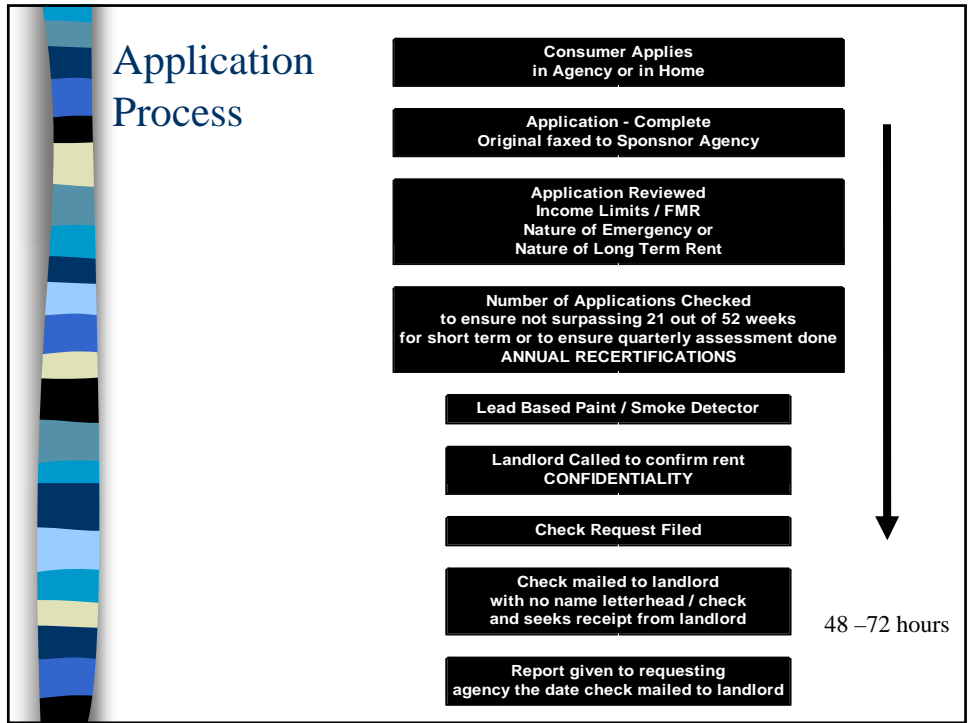 Application
Process
Consumer Applies
in Agency or in Home
Application - Complete
Original faxed to Sponsnor Agency
Application Reviewed
Income Limits / FMR
Nature of Emergency or
Nature of Long Term Rent
Number of Applications Checked
to ensure not surpassing 21 out of 52 weeks
for short term or to ensure quarterly assessment done
ANNUAL RECERTIFICATIONS
Lead Based Paint / Smoke Detector
Landlord Called to confirm rent
CONFIDENTIALITY
Check Request Filed
Check mailed to landlord
with no name letterhead / check
and seeks receipt from landlord
48 –72 hours
Report given to requesting
agency the date check mailed to landlord